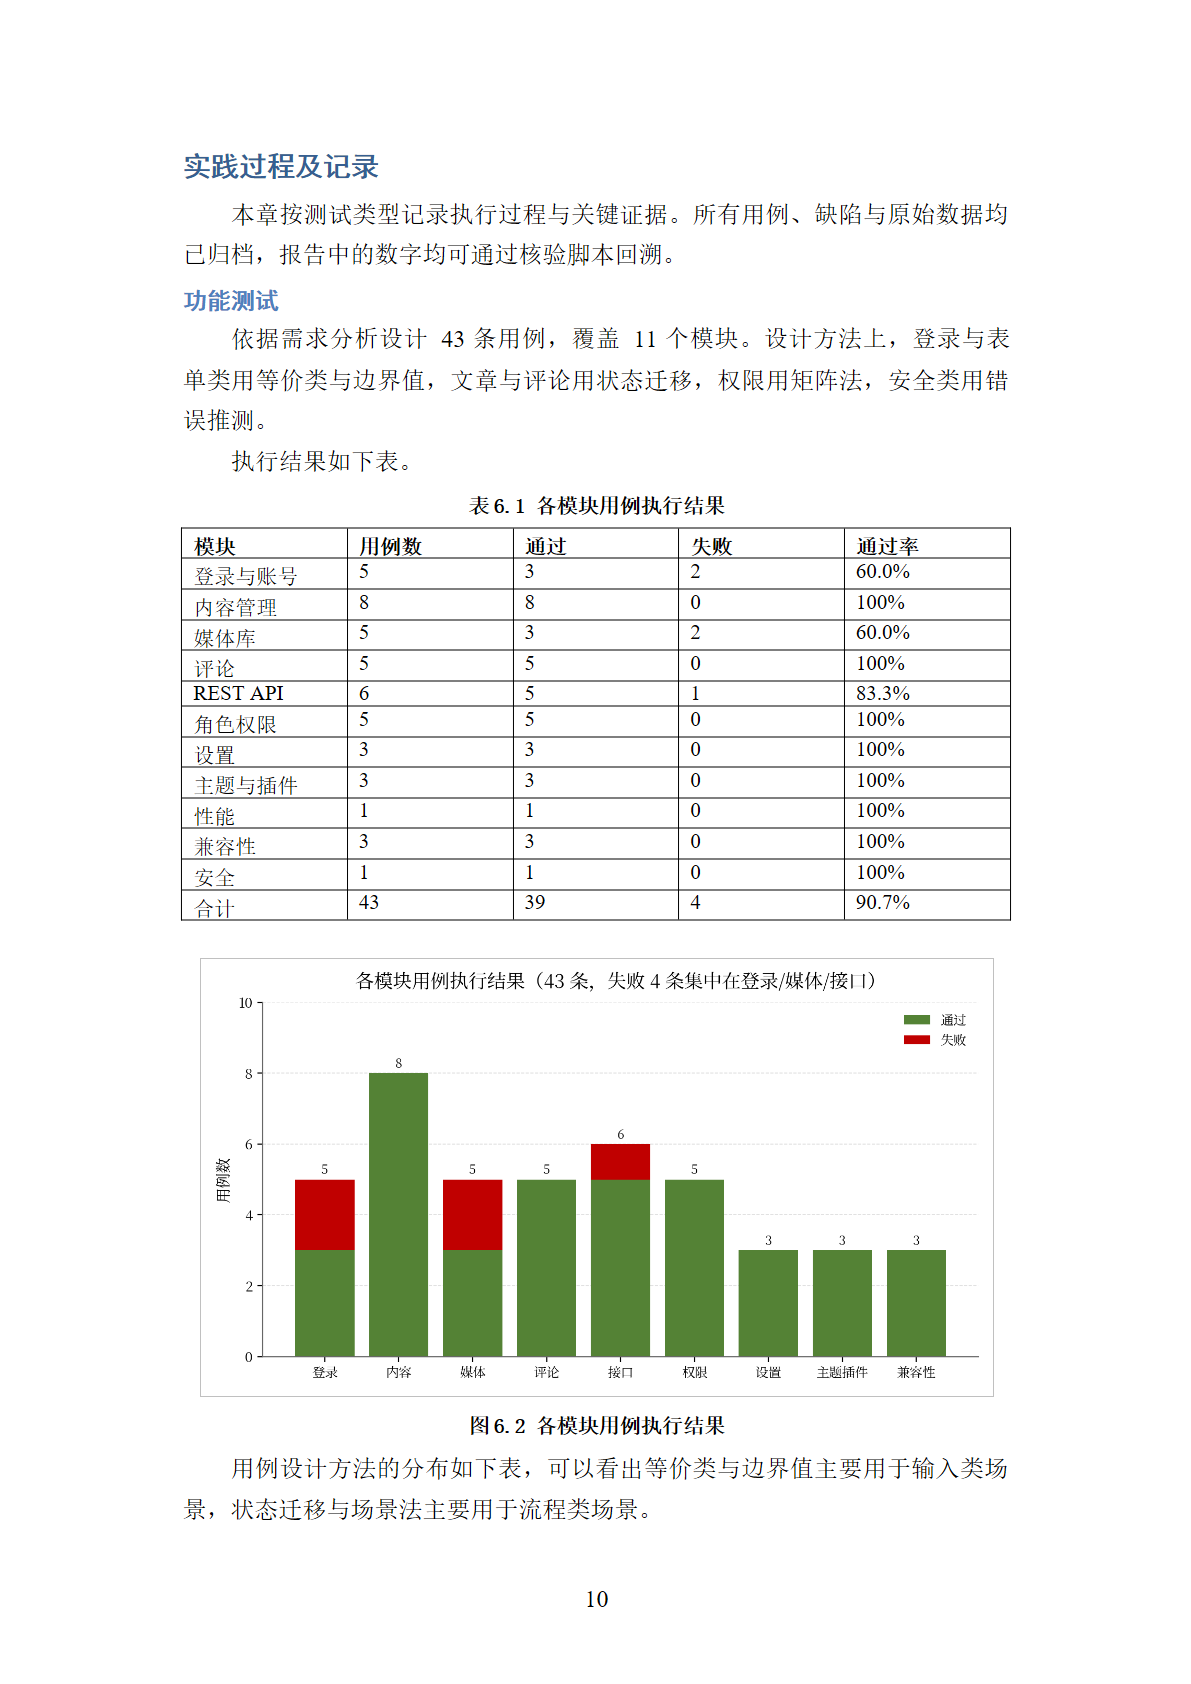 实践过程及记录
本章按测试类型记录执行过程与关键证据。所有用例、缺陷与原始数据均
已归档，报告中的数字均可通过核验脚本回溯。
功能测试
依据需求分析设计 43 条用例，覆盖 11 个模块。设计方法上，登录与表
单类用等价类与边界值，文章与评论用状态迁移，权限用矩阵法，安全类用错
误推测。
执行结果如下表。
表 6.1 各模块用例执行结果
模块 用例数 通过 失败 通过率
登录与账号 5 3 2 60.0%
内容管理 8 8 0 100%
媒体库 5 3 2 60.0%
评论 5 5 0 100%
REST API 6 5 1 83.3%
角色权限 5 5 0 100%
设置 3 3 0 100%
主题与插件 3 3 0 100%
性能 1 1 0 100%
兼容性 3 3 0 100%
安全 1 1 0 100%
合计 43 39 4 90.7%
各模块用例执行结果（43 条，失败 4 条集中在登录/媒体/接口）
通过
失败
用例数
10
8
6
4
2
0
5 8 5 5 6 5 3 3 3
登录 内容 媒体 评论 接口 权限 设置 主题插件 兼容性
图 6.2 各模块用例执行结果
用例设计方法的分布如下表，可以看出等价类与边界值主要用于输入类场
景，状态迁移与场景法主要用于流程类场景。
10